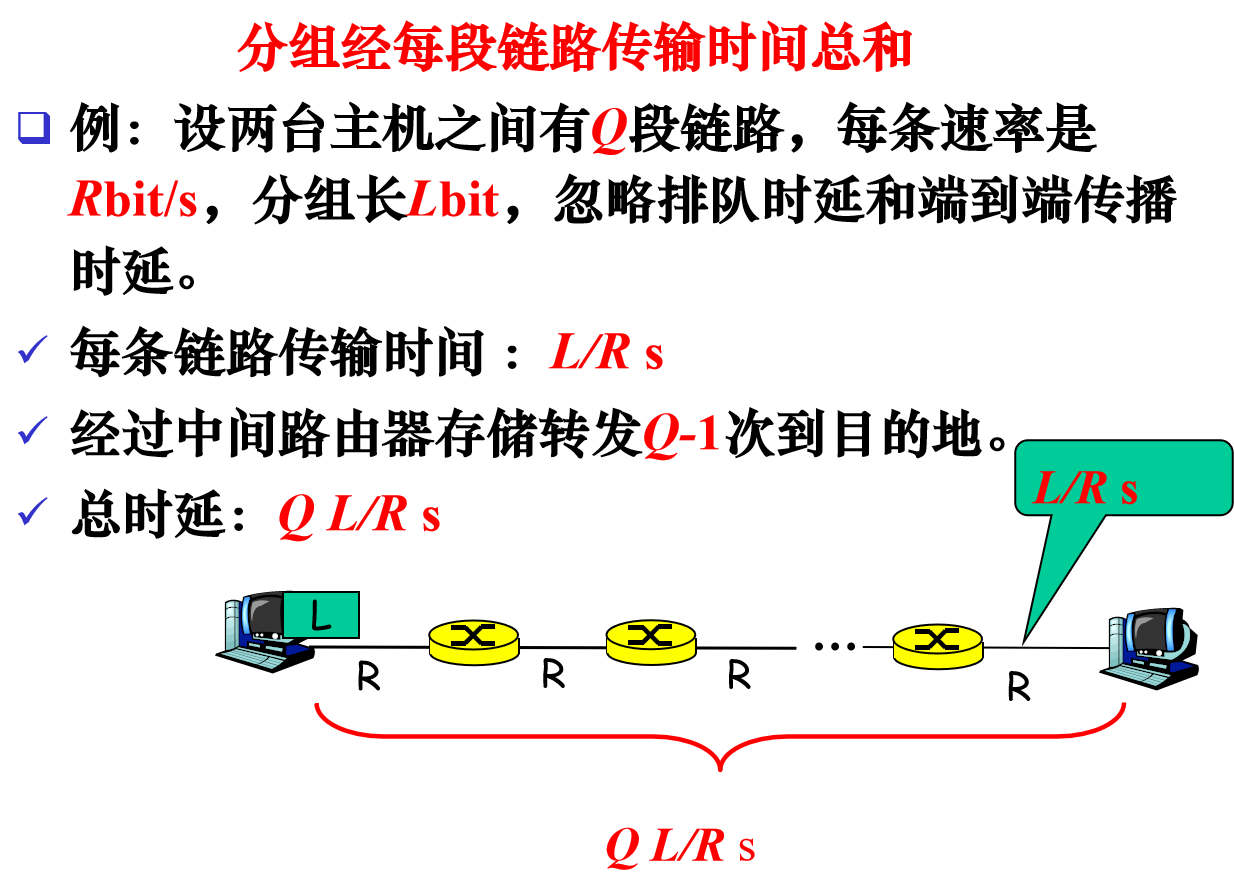 分组经每段链路传输时间总和
例：设两台主机之间有Q段链路，每条速率是
Rbit/s，分组长Lbit，忽略排队时延和端到端传播
时延。
每条链路传输时间 ：L/R s
经过中间路由器存储转发Q-1次到目的地。
L/R s
总时延：Q L/R s
L
…
R R R R
Q L/R s